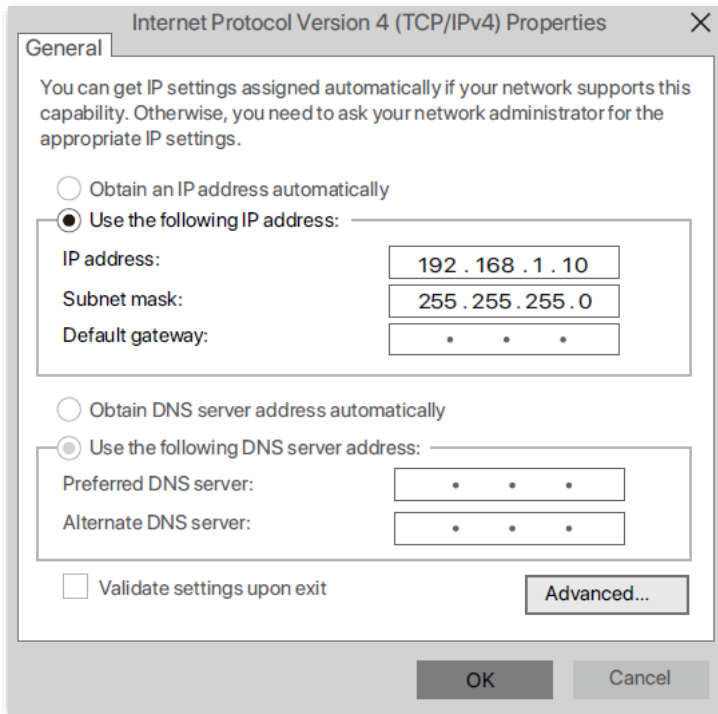 Internet Protocol Version 4 (TCP/IPv4) Properties
General
You can get IP settings assigned automatically if your network supports this
capability. Otherwise, you need to ask your network administrator for the
appropriate IP settings.
Obtain an IP address automatically
Use the following IP address:
IP address: 192 . 168 . 1 . 10
Subnet mask: 255 . 255 . 255 . 0
Default gateway: . . .
Obtain DNS server address automatically
Use the following DNS server address:
Preferred DNS server: . . .
Alternate DNS server: . . .
Validate settings upon exit
Advanced...
OK Cancel